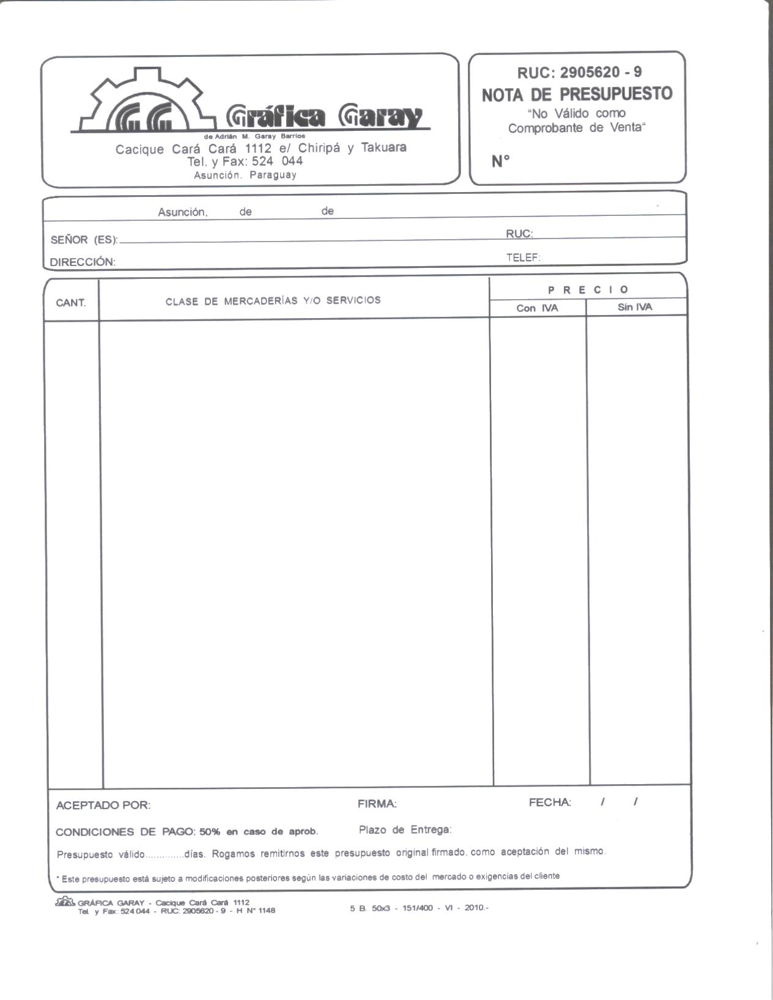 Gráfica Garay
de Adrián M. Garay Barrios
Cacique Cará Cará 1112 e/ Chiripá y Takuara
Tel. y Fax: 524 044
Asunción. Paraguay
RUC: 2905620 - 9
NOTA DE PRESUPUESTO
"No Válido como
Comprobante de Venta"
N°
Asunción, de de
SEÑOR (ES):
RUC:
DIRECCIÓN:
TELEF:
CANT.
CLASE DE MERCADERÍAS Y/O SERVICIOS
PRECIO
Con IVA
Sin IVA
ACEPTADO POR:
FIRMA:
FECHA: / /
CONDICIONES DE PAGO: 50% en caso de aprob.
Plazo de Entrega:
Presupuesto válido..............días. Rogamos remitirnos este presupuesto original firmado, como aceptación del mismo.
* Este presupuesto está sujeto a modificaciones posteriores según las variaciones de costo del mercado o exigencias del cliente
GRÁFICA GARAY - Cacique Cará Cará 1112
Tel. y Fax: 524 044 - RUC: 2905620 - 9 - H N° 1148
5 B. 50x3 - 151/400 - VI - 2010.-